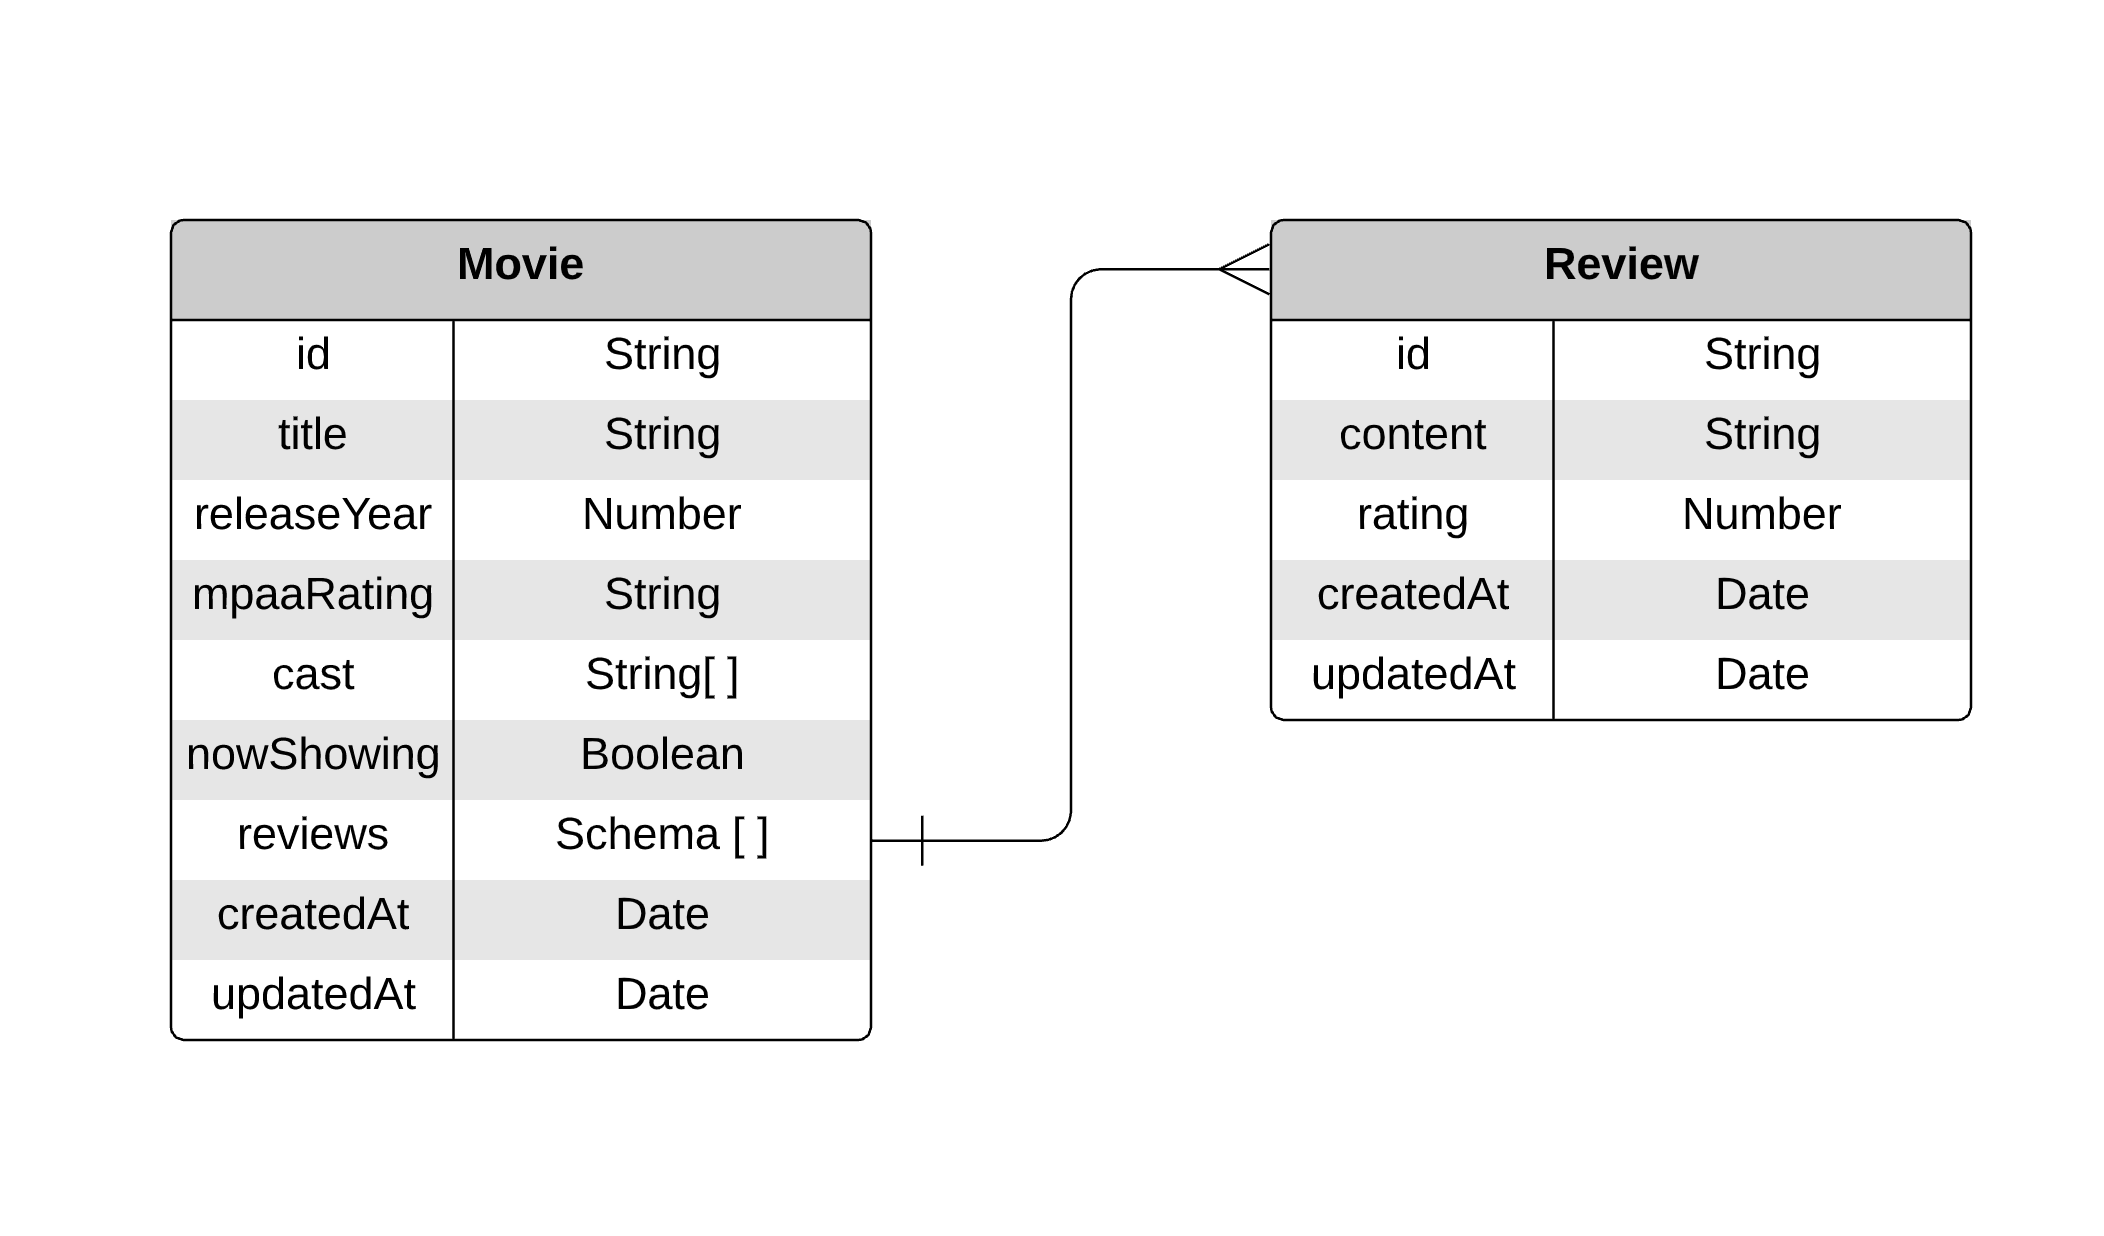 Movie
id String
title String
releaseYear Number
mpaaRating String
cast String[ ]
nowShowing Boolean
reviews Schema [ ]
createdAt Date
updatedAt Date
Review
id String
content String
rating Number
createdAt Date
updatedAt Date